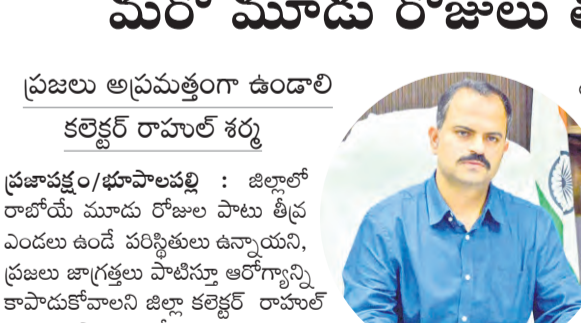 మరో మూడు రోజులు
ప్రజలు అప్రమత్తంగా ఉండాలి
కలెక్టర్ రాహుల్ శర్మ
ప్రజాపక్షం/భూపాలపల్లి : జిల్లాలో
రాబోయే మూడు రోజుల పాటు తీవ్ర
ఎండలు ఉండే పరిస్థితులు ఉన్నాయని,
ప్రజలు జాగ్రత్తలు పాటిస్తూ ఆరోగ్యాన్ని
కాపాడుకోవాలని జిల్లా కలెక్టర్ రాహుల్